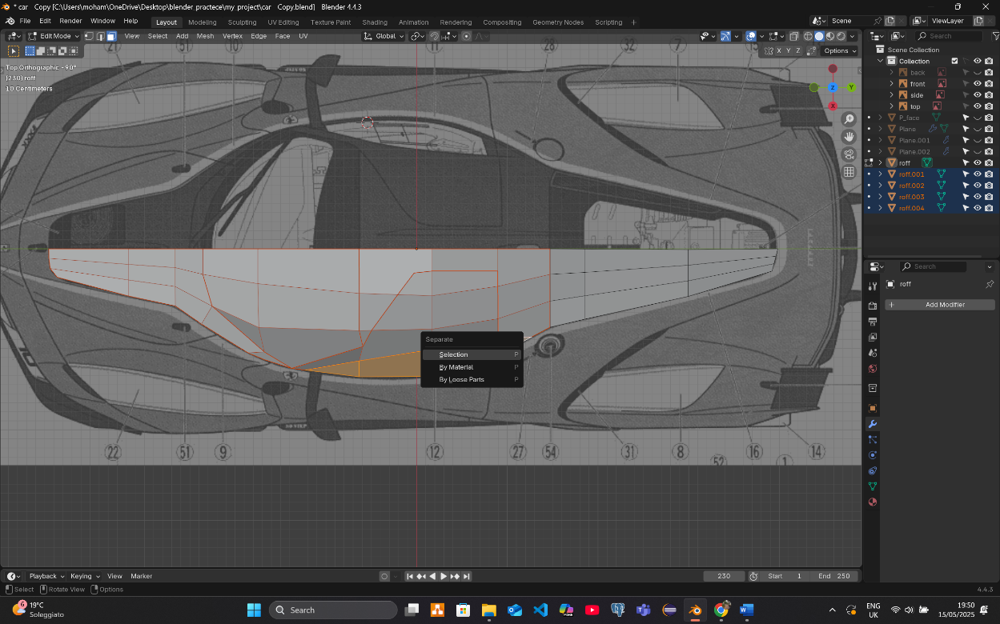 * car    Copy [C:\Users\moham\OneDrive\Desktop\blender_practece\my_project\car    Copy.blend]    Blender 4.4.3
File Edit Render Window Help
Layout Modeling Sculpting UV Editing Texture Paint Shading Animation Rendering Compositing Geometry Nodes Scripting +
Scene
ViewLayer
Edit Mode
View Select Add Mesh Vertex Edge Face UV
Global
Search
X Y Z
Options
Top Orthographic - 90°
(230) roff
10 Centimeters
21 51 10 11 28 32 7 15
Z Y X
Scene Collection
Collection
back
front
side
top
P_face
Plane
Plane.001
Plane.002
roff
roff.001
roff.002
roff.003
roff.004
Search
roff
+ Add Modifier
Separate
Selection P
By Material P
By Loose Parts P
22 51 9 12 27 54 31 8 52 16 1 14
Playback Keying View Marker
230
Start 1
End 250
Select
Rotate View
Options
4.4.3
6
19°C
Soleggiato
Search
ENG
UK
19:50
15/05/2025